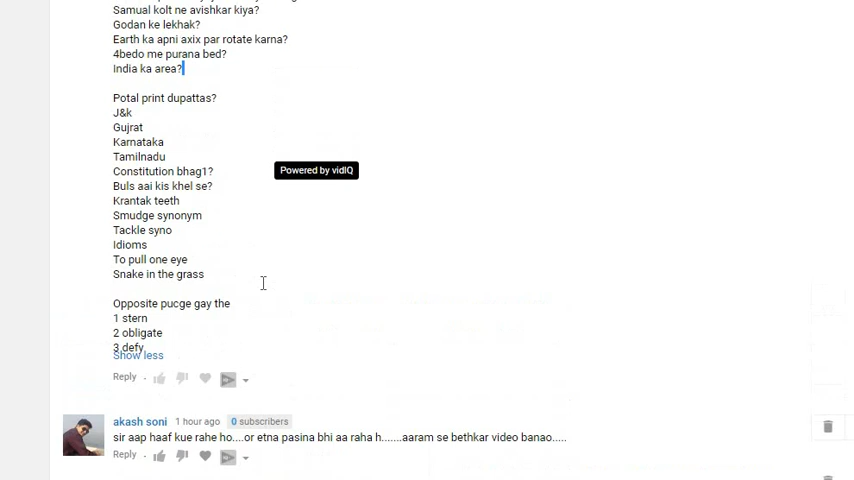 Samual kolt ne avishkar kiya?
Godan ke lekhak?
Earth ka apni axix par rotate karna?
4bedo me purana bed?
India ka area?
Potal print dupattas?
J&k
Gujrat
Karnataka
Tamilnadu
Constitution bhag1?
Powered by vidIQ
Buls aai kis khel se?
Krantak teeth
Smudge synonym
Tackle syno
Idioms
To pull one eye
Snake in the grass
Opposite pucge gay the
1 stern
2 obligate
3 defy
Show less
Reply
akash soni 1 hour ago 0 subscribers
sir aap haaf kue rahe ho....or etna pasina bhi aa raha h.......aaram se bethkar video banao.....
Reply